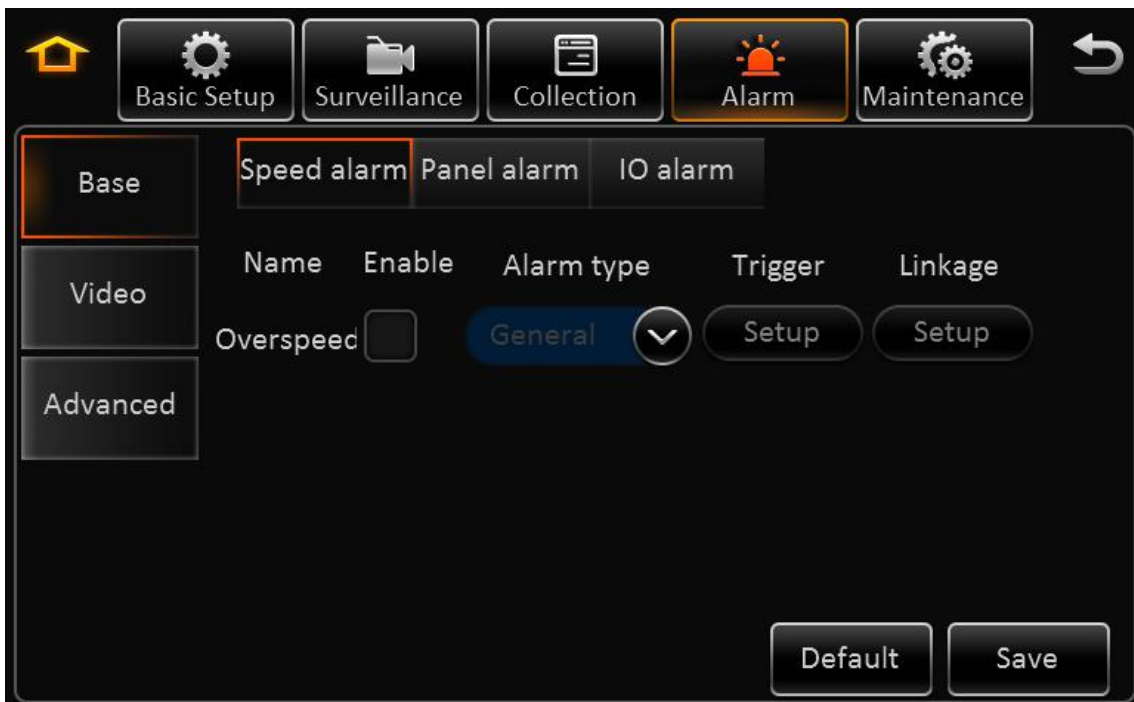 Basic Setup Surveillance Collection Alarm Maintenance
Base
Speed alarm Panel alarm IO alarm
Name Enable Alarm type Trigger Linkage
Video
Overspeed General Setup Setup
Advanced
Default Save